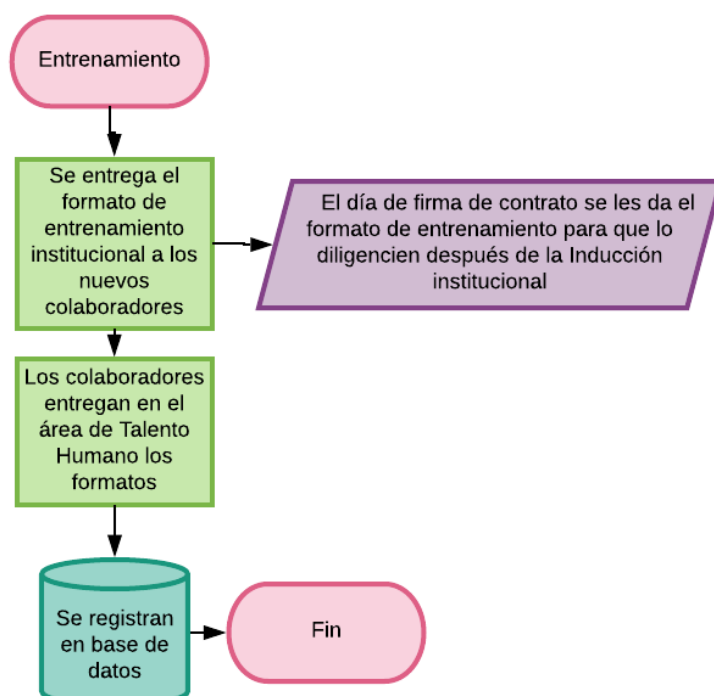 Entrenamiento
Se entrega el
formato de
entrenamiento
institucional a los
nuevos
colaboradores
El día de firma de contrato se les da el
formato de entrenamiento para que lo
diligencien después de la Inducción
institucional
Los colaboradores
entregan en el
área de Talento
Humano los
formatos
Se registran
en base de
datos
Fin